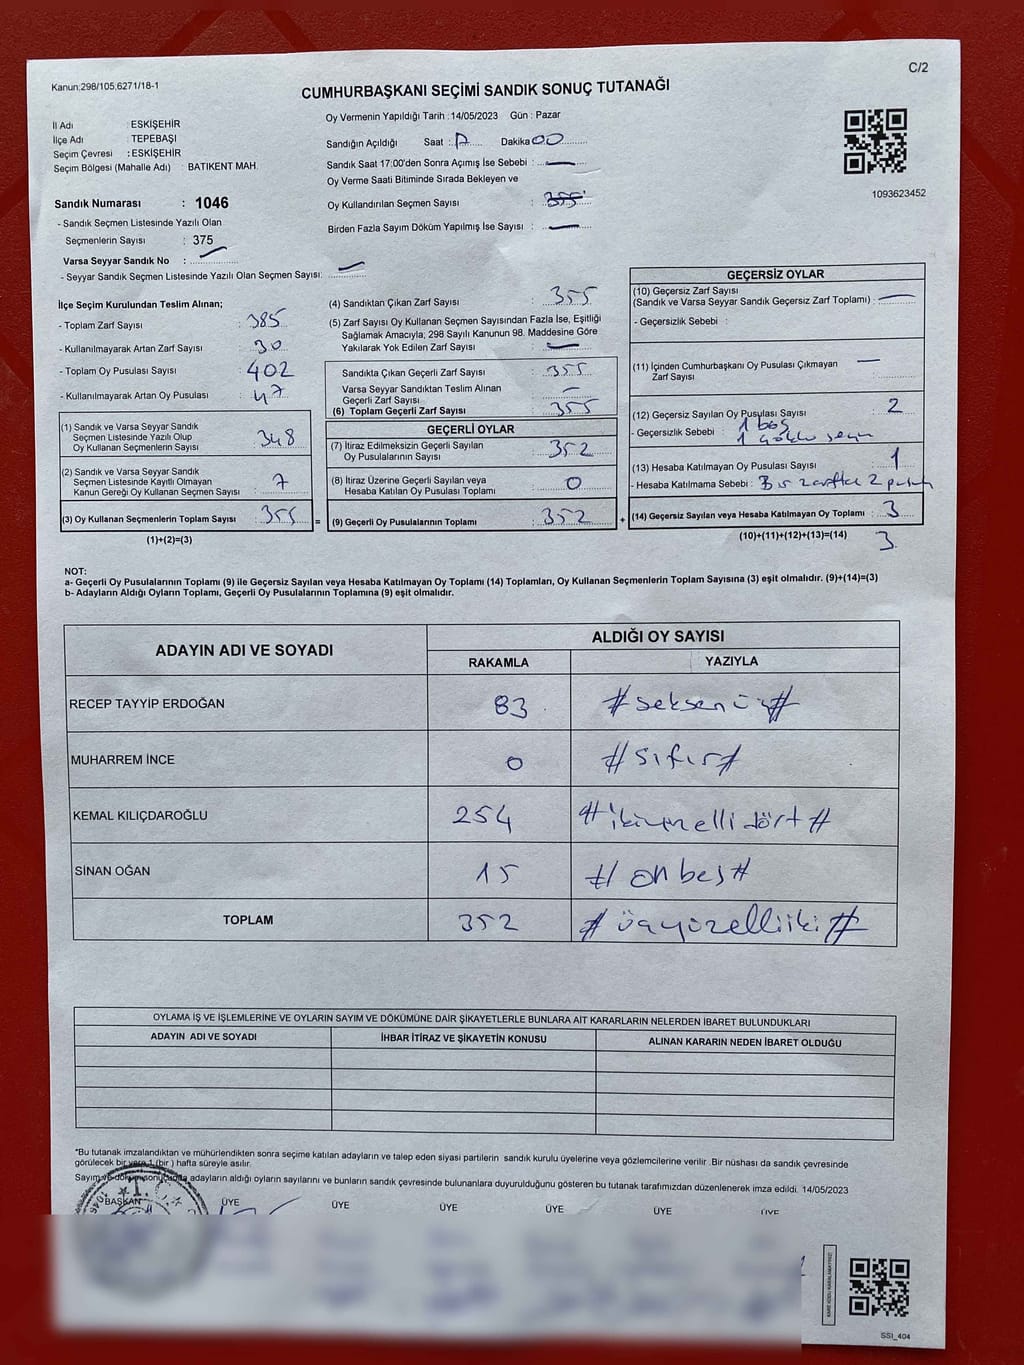 C/2
Kanun:298/105,6271/18-1
CUMHURBAŞKANI SEÇİMİ SANDIK SONUÇ TUTANAĞI
İl Adı : ESKİŞEHİR
İlçe Adı : TEPEBAŞI
Seçim Çevresi : ESKİŞEHİR
Seçim Bölgesi (Mahalle Adı) : BATIKENT MAH.
Sandık Numarası : 1046
- Sandık Seçmen Listesinde Yazılı Olan
Seçmenlerin Sayısı : 375
Varsa Seyyar Sandık No :
- Seyyar Sandık Seçmen Listesinde Yazılı Olan Seçmen Sayısı:
Oy Vermenin Yapıldığı Tarih :14/05/2023 Gün : Pazar
Sandığın Açıldığı Saat : Dakika 00
Sandık Saat 17:00'den Sonra Açımış İse Sebebi :
Oy Verme Saati Bitiminde Sırada Bekleyen ve
Oy Kullandırılan Seçmen Sayısı : 355
Birden Fazla Sayım Döküm Yapılmış İse Sayısı :
1093623452
İlçe Seçim Kurulundan Teslim Alınan;
- Toplam Zarf Sayısı : 385
- Kullanılmayarak Artan Zarf Sayısı : 30
- Toplam Oy Pusulası Sayısı : 402
- Kullanılmayarak Artan Oy Pusulası : 47
(1) Sandık ve Varsa Seyyar Sandık
Seçmen Listesinde Yazılı Olup
Oy Kullanan Seçmenlerin Sayısı : 348
(2) Sandık ve Varsa Seyyar Sandık
Seçmen Listesinde Kayıtlı Olmayan
Kanun Gereği Oy Kullanan Seçmen Sayısı : 7
(3) Oy Kullanan Seçmenlerin Toplam Sayısı : 355 =
(1)+(2)=(3)
(4) Sandıktan Çıkan Zarf Sayısı : 355
(5) Zarf Sayısı Oy Kullanan Seçmen Sayısından Fazla İse, Eşitliği
Sağlamak Amacıyla; 298 Sayılı Kanunun 98. Maddesine Göre
Yakılarak Yok Edilen Zarf Sayısı :
Sandıkta Çıkan Geçerli Zarf Sayısı : 355
Varsa Seyyar Sandıktan Teslim Alınan
Geçerli Zarf Sayısı :
(6) Toplam Geçerli Zarf Sayısı : 355
GEÇERLİ OYLAR
(7) İtiraz Edilmeksizin Geçerli Sayılan
Oy Pusulalarının Sayısı : 352
(8) İtiraz Üzerine Geçerli Sayılan veya
Hesaba Katılan Oy Pusulaları Toplamı : 0
(9) Geçerli Oy Pusulalarının Toplamı : 352 +
GEÇERSİZ OYLAR
(10) Geçersiz Zarf Sayısı
(Sandık ve Varsa Seyyar Sandık Geçersiz Zarf Toplamı) :
- Geçersizlik Sebebi :
(11) İçinden Cumhurbaşkanı Oy Pusulası Çıkmayan
Zarf Sayısı :
(12) Geçersiz Sayılan Oy Pusulası Sayısı : 2
- Geçersizlik Sebebi : 1 boş
1
(13) Hesaba Katılmayan Oy Pusulası Sayısı : 1
- Hesaba Katılmama Sebebi : Bir zarfta 2 pusula
(14) Geçersiz Sayılan veya Hesaba Katılmayan Oy Toplamı : 3
(10)+(11)+(12)+(13)=(14) 3
NOT:
a- Geçerli Oy Pusulalarının Toplamı (9) ile Geçersiz Sayılan veya Hesaba Katılmayan Oy Toplamı (14) Toplamları, Oy Kullanan Seçmenlerin Toplam Sayısına (3) eşit olmalıdır. (9)+(14)=(3)
b- Adayların Aldığı Oyların Toplamı, Geçerli Oy Pusulalarının Toplamına (9) eşit olmalıdır.
ADAYIN ADI VE SOYADI
ALDIĞI OY SAYISI
RAKAMLA YAZIYLA
RECEP TAYYİP ERDOĞAN 83 #seksenüç#
MUHARREM İNCE 0 #sıfır#
KEMAL KILIÇDAROĞLU 254 #ikiyüzellidört#
SİNAN OĞAN 15 #onbeş#
TOPLAM 352 #üçyüzelliiki#
OYLAMA İŞ VE İŞLEMLERİNE VE OYLARIN SAYIM VE DÖKÜMÜNE DAİR ŞİKAYETLERLE BUNLARA AİT KARARLARIN NELERDEN İBARET BULUNDUKLARI
ADAYIN ADI VE SOYADI İHBAR İTİRAZ VE ŞİKAYETİN KONUSU ALINAN KARARIN NEDEN İBARET OLDUĞU
*Bu tutanak imzalandıktan ve mühürlendikten sonra seçime katılan adayların ve talep eden siyasi partilerin sandık kurulu üyelerine veya gözlemcilerine verilir .Bir nüshası da sandık çevresinde
görülecek bir yere 1 (bir ) hafta süreyle asılır.
Sayım ve döküm sonucunda adayların aldığı oyların sayılarını ve bunların sandık çevresinde bulunanlara duyurulduğunu gösteren bu tutanak tarafımızdan düzenlenerek imza edildi. 14/05/2023
BAŞKAN ÜYE ÜYE ÜYE ÜYE ÜYE ÜYE
SSI_404